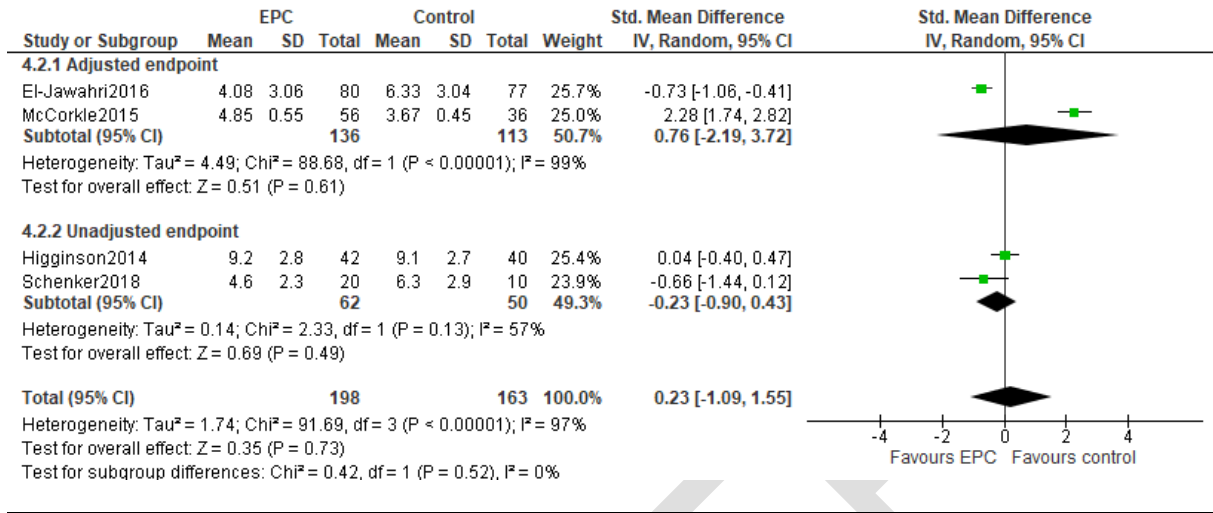 EPC Control Std. Mean Difference Std. Mean Difference
Study or Subgroup Mean SD Total Mean SD Total Weight IV, Random, 95% CI IV, Random, 95% CI
4.2.1 Adjusted endpoint
El-Jawahri2016 4.08 3.06 80 6.33 3.04 77 25.7% -0.73 [-1.06, -0.41]
McCorkle2015 4.85 0.55 56 3.67 0.45 36 25.0% 2.28 [1.74, 2.82]
Subtotal (95% CI) 136 113 50.7% 0.76 [-2.19, 3.72]
Heterogeneity: Tau² = 4.49; Chi² = 88.68, df = 1 (P < 0.00001); I² = 99%
Test for overall effect: Z = 0.51 (P = 0.61)
4.2.2 Unadjusted endpoint
Higginson2014 9.2 2.8 42 9.1 2.7 40 25.4% 0.04 [-0.40, 0.47]
Schenker2018 4.6 2.3 20 6.3 2.9 10 23.9% -0.66 [-1.44, 0.12]
Subtotal (95% CI) 62 50 49.3% -0.23 [-0.90, 0.43]
Heterogeneity: Tau² = 0.14; Chi² = 2.33, df = 1 (P = 0.13); I² = 57%
Test for overall effect: Z = 0.69 (P = 0.49)
Total (95% CI) 198 163 100.0% 0.23 [-1.09, 1.55]
Heterogeneity: Tau² = 1.74; Chi² = 91.69, df = 3 (P < 0.00001); I² = 97%
Test for overall effect: Z = 0.35 (P = 0.73)
Test for subgroup differences: Chi² = 0.42, df = 1 (P = 0.52), I² = 0%
-4 -2 0 2 4
Favours EPC Favours control